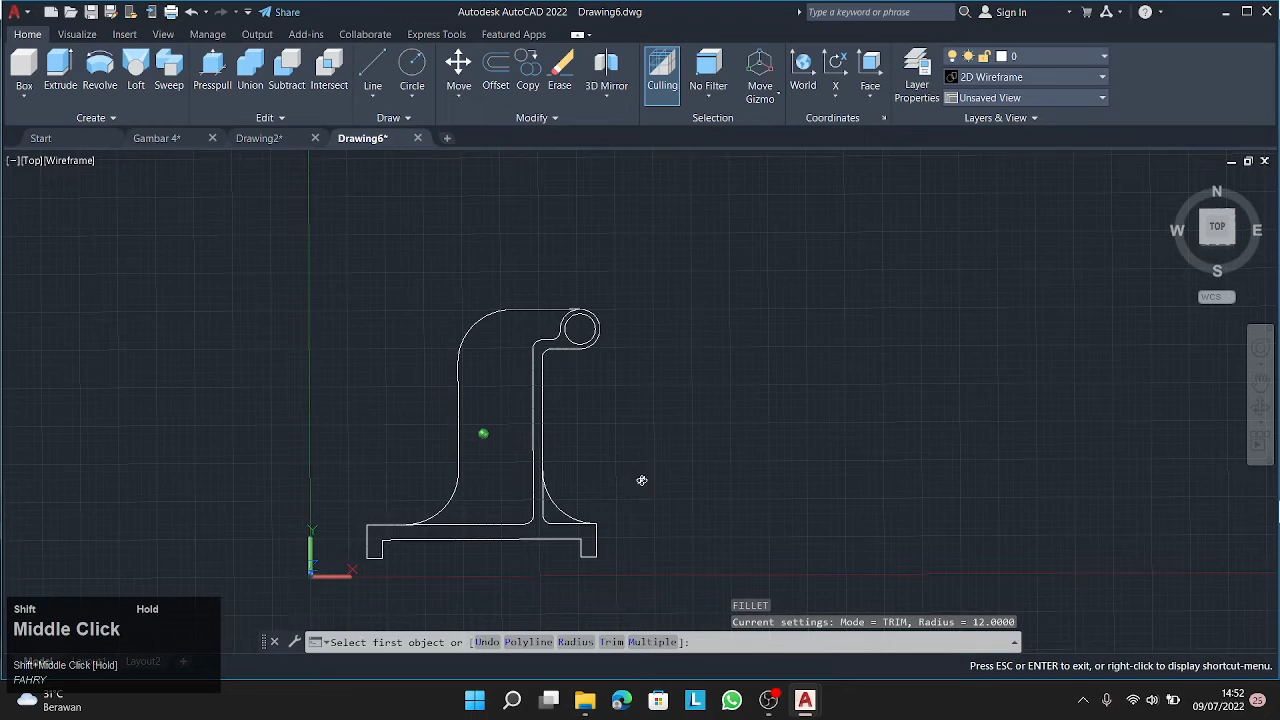 Share
Autodesk AutoCAD 2022 Drawing6.dwg
Type a keyword or phrase
Sign In
Home Visualize Insert View Manage Output Add-ins Collaborate Express Tools Featured Apps
Box Extrude Revolve Loft Sweep Presspull Union Subtract Intersect Line Circle Move Offset Copy Erase 3D Mirror Culling No Filter Move Gizmo World X Face Layer Properties
0
2D Wireframe
Unsaved View
Create Edit Draw Modify Selection Coordinates Layers & View
Start Gambar 4* Drawing2* Drawing6*
[−][Top][Wireframe]
N
W TOP E
S
WCS
Y
X
Shift Hold
Middle Click
Shift Middle Click [Hold]
FAHRY
Layout2
FILLET
Current settings: Mode = TRIM, Radius = 12.0000
Select first object or [Undo Polyline Radius Trim Multiple]:
Press ESC or ENTER to exit, or right-click to display shortcut-menu.
31°C
Berawan
14:52
09/07/2022
25